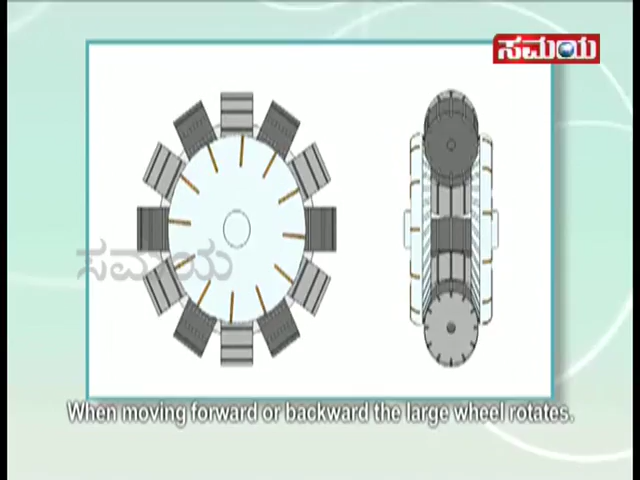 ಸಮಯ
ಸಮಯ
When moving forward or backward the large wheel rotates.